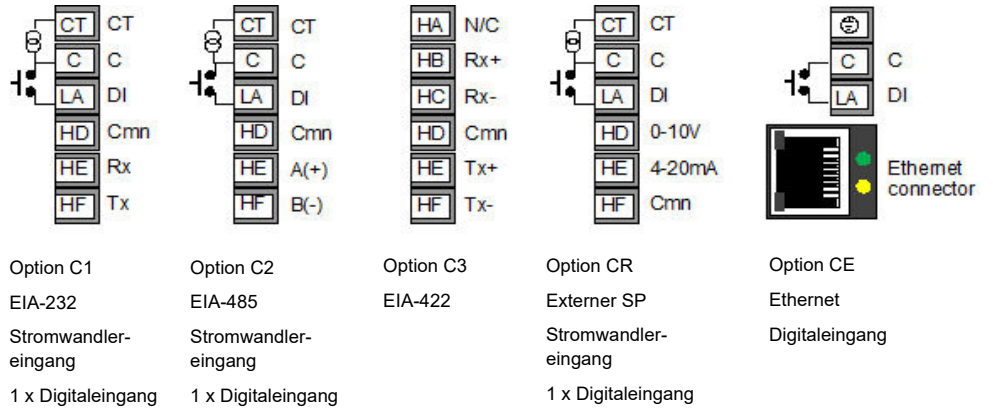 CT CT
C C
LA DI
HD Cmn
HE Rx
HF Tx
CT CT
C C
LA DI
HD Cmn
HE A(+)
HF B(-)
HA N/C
HB Rx+
HC Rx-
HD Cmn
HE Tx+
HF Tx-
CT CT
C C
LA DI
HD 0-10V
HE 4-20mA
HF Cmn
C C
LA DI
Ethernet
connector
Option C1
EIA-232
Stromwandler-
eingang
1 x Digitaleingang
Option C2
EIA-485
Stromwandler-
eingang
1 x Digitaleingang
Option C3
EIA-422
Option CR
Externer SP
Stromwandler-
eingang
1 x Digitaleingang
Option CE
Ethernet
Digitaleingang